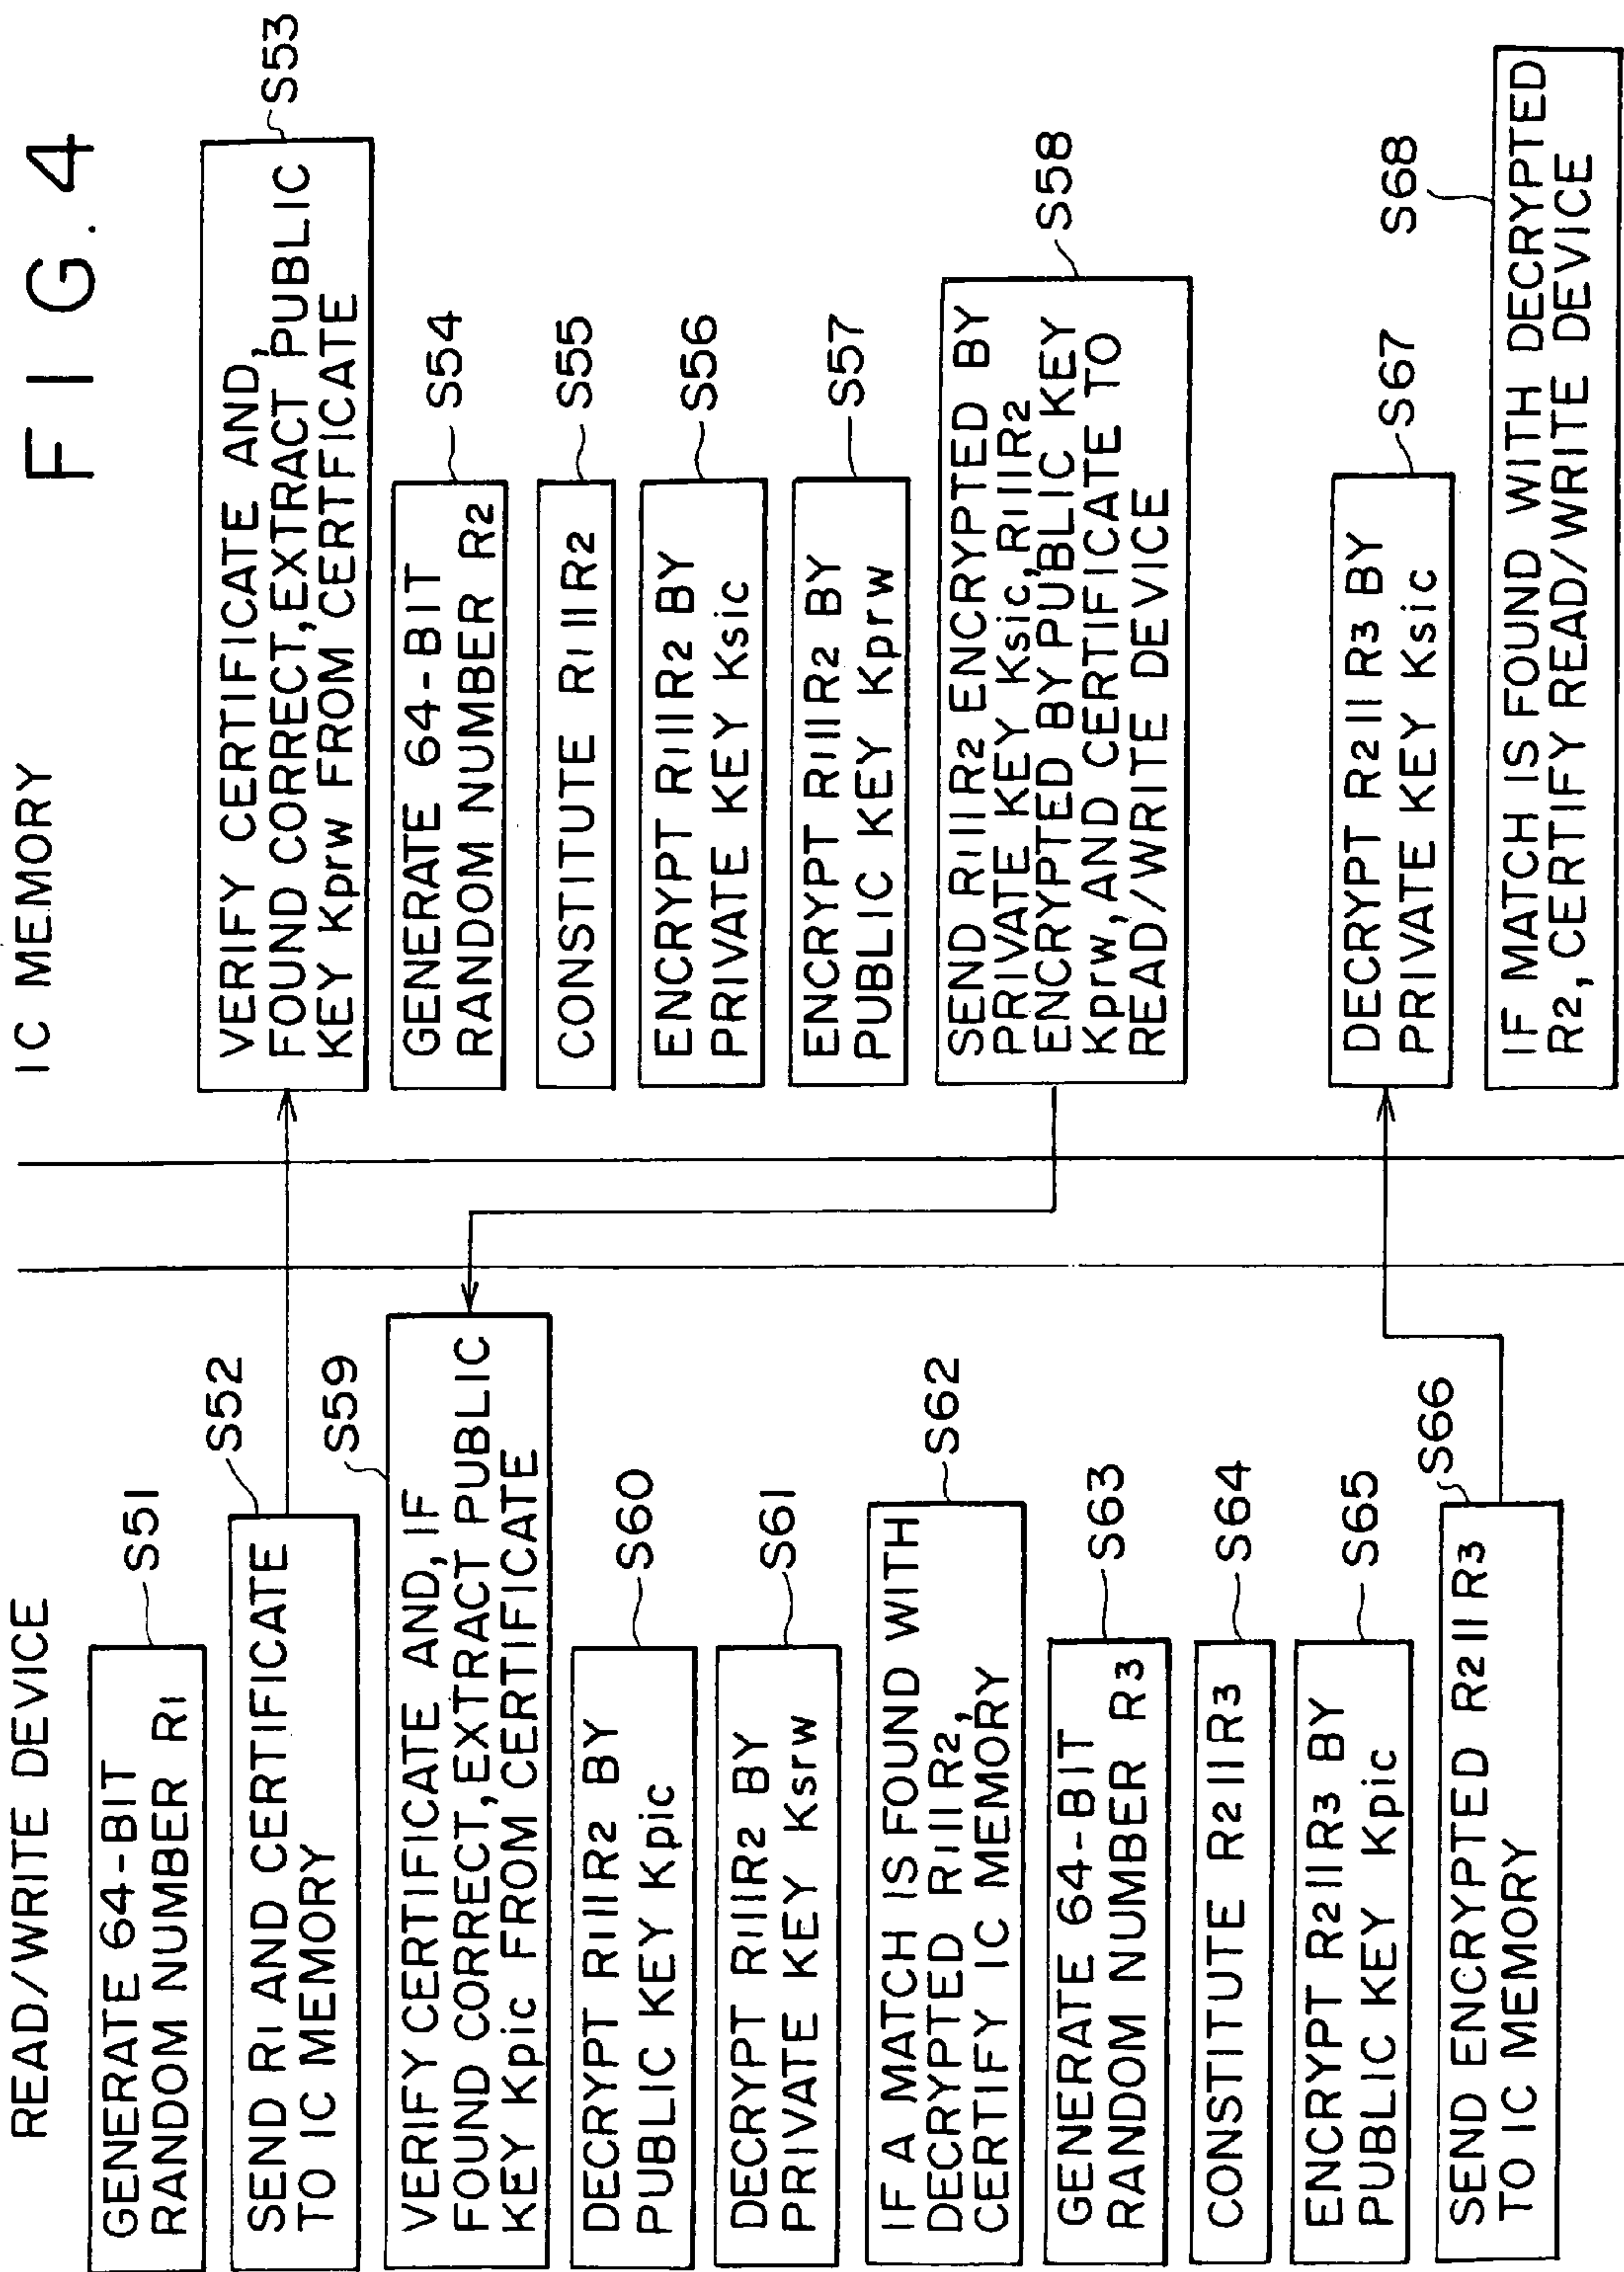 F I G. 4
READ/WRITE DEVICE
GENERATE 64-BIT
RANDOM NUMBER R1
S51
SEND R1 AND CERTIFICATE
TO IC MEMORY
S52
VERIFY CERTIFICATE AND, IF
FOUND CORRECT, EXTRACT PUBLIC
KEY Kpic FROM CERTIFICATE
S59
DECRYPT R1||R2 BY
PUBLIC KEY Kpic
S60
DECRYPT R1||R2 BY
PRIVATE KEY Ksrw
S61
IF A MATCH IS FOUND WITH
DECRYPTED R1||R2,
CERTIFY IC MEMORY
S62
GENERATE 64-BIT
RANDOM NUMBER R3
S63
CONSTITUTE R2||R3
S64
ENCRYPT R2||R3 BY
PUBLIC KEY Kpic
S65
SEND ENCRYPTED R2||R3
TO IC MEMORY
S66
IC MEMORY
VERIFY CERTIFICATE AND,
FOUND CORRECT, EXTRACT PUBLIC
KEY Kprw FROM CERTIFICATE
S53
GENERATE 64-BIT
RANDOM NUMBER R2
S54
CONSTITUTE R1||R2
S55
ENCRYPT R1||R2 BY
PRIVATE KEY Ksic
S56
ENCRYPT R1||R2 BY
PUBLIC KEY Kprw
S57
SEND R1||R2 ENCRYPTED BY
PRIVATE KEY Ksic, R1||R2
ENCRYPTED BY PUBLIC KEY
Kprw, AND CERTIFICATE TO
READ/WRITE DEVICE
S58
DECRYPT R2||R3 BY
PRIVATE KEY Ksic
S67
IF MATCH IS FOUND WITH DECRYPTED
R2, CERTIFY READ/WRITE DEVICE
S68